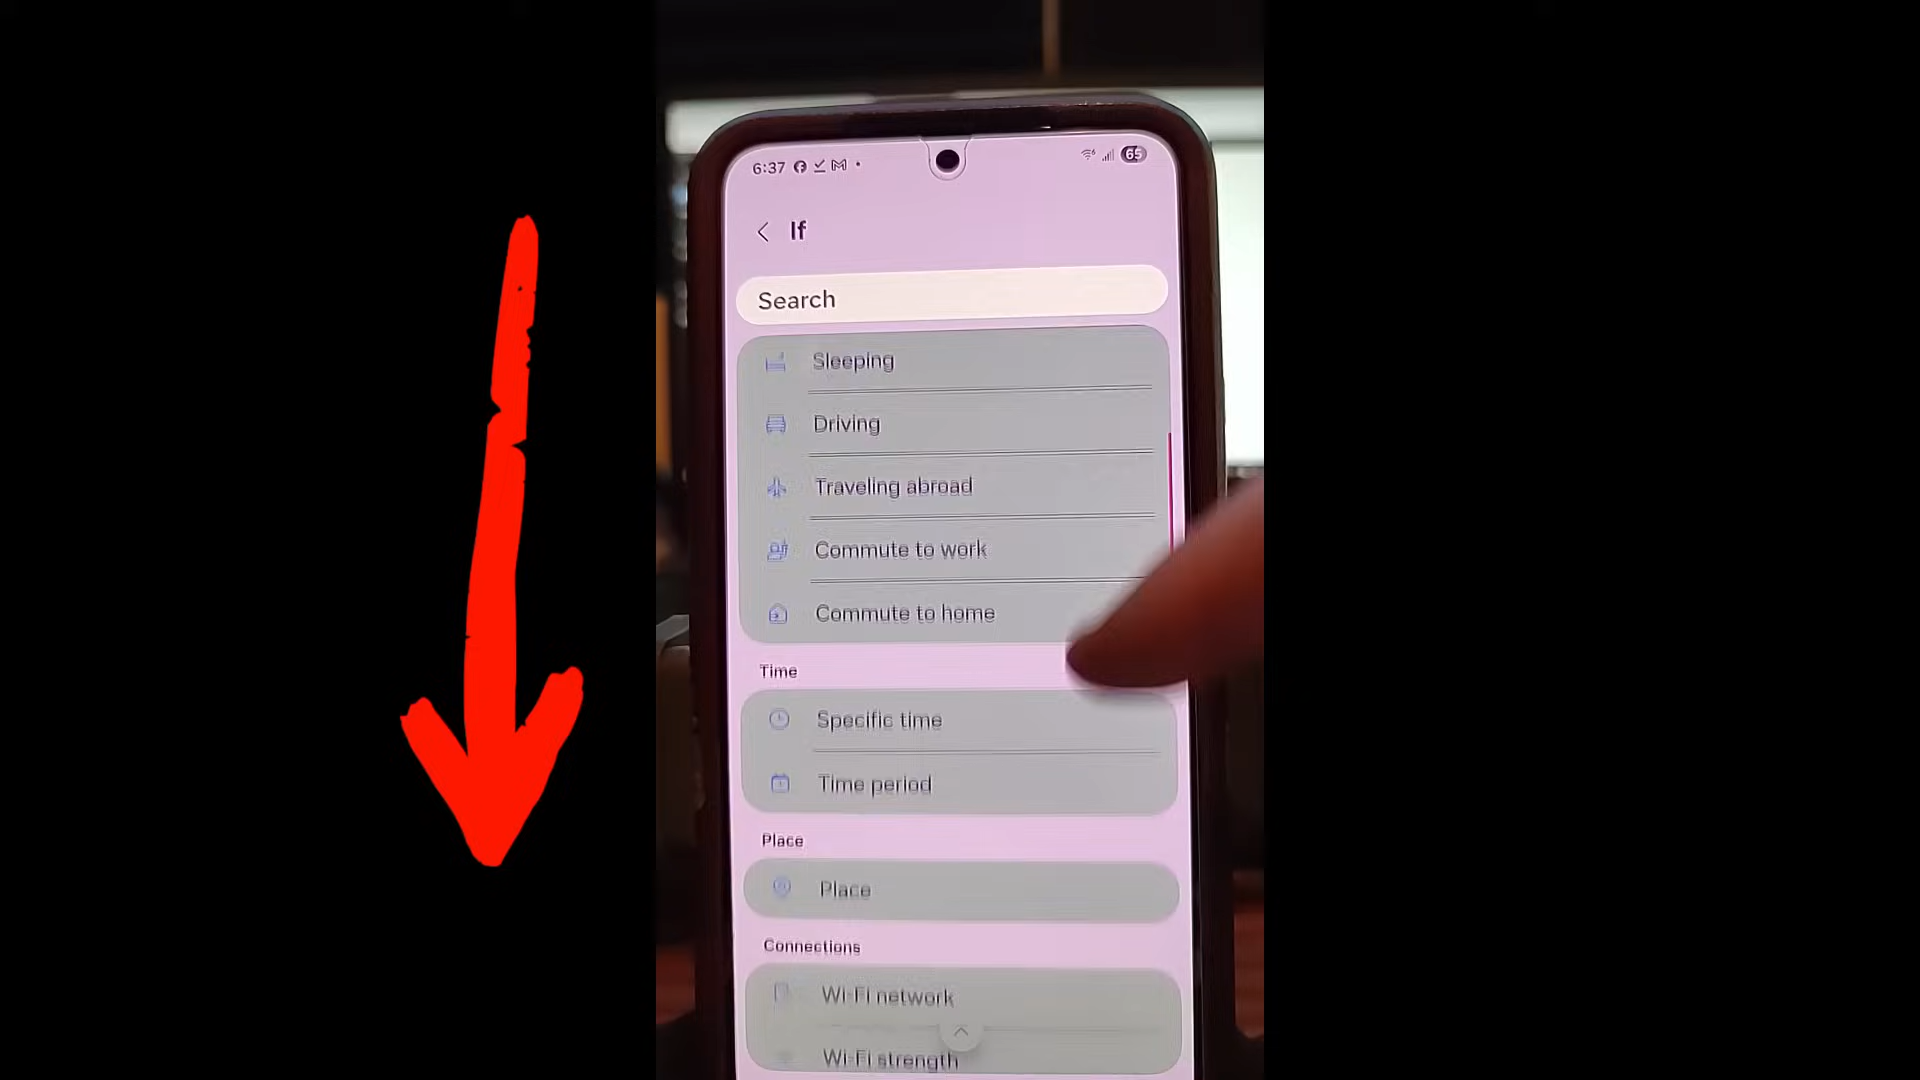 6:37
65
If
Search
Sleeping
Driving
Traveling abroad
Commute to work
Commute to home
Time
Specific time
Time period
Place
Place
Connections
Wi-Fi network
Wi-Fi strength